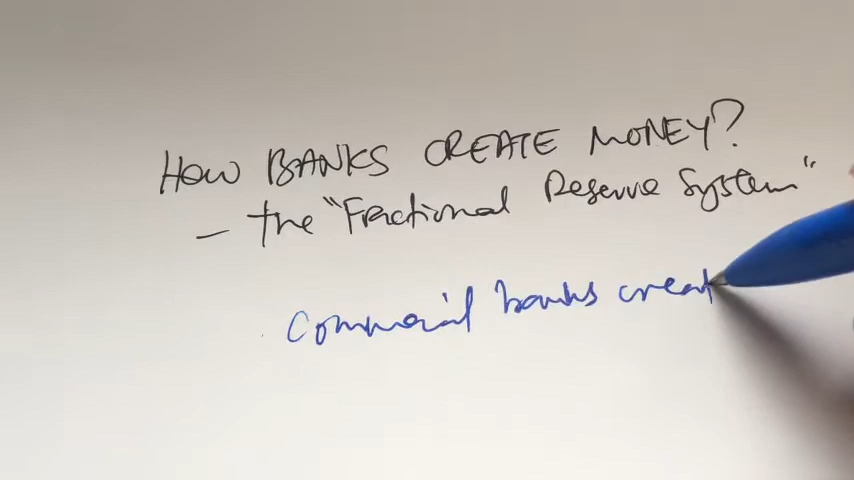 HOW BANKS CREATE MONEY?
- the "Fractional Reserve System"
Commercial banks creat